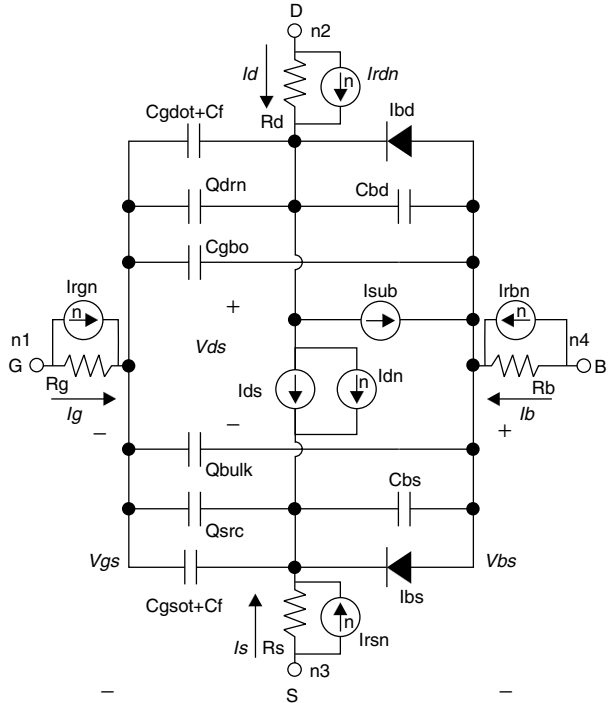 D
n2
Id
Irdn
n
Cgdot+Cf
Rd
Ibd
Qdrn
Cbd
Cgbo
Irgn
n
+
Isub
Irbn
n
n1
Vds
n4
G
Rg
Ids
n
Idn
Rb
B
Ig
Ib
–
–
+
Qbulk
Cbs
Qsrc
Vgs
Vbs
Cgsot+Cf
Ibs
n
Is
Rs
Irsn
n3
S
–
–